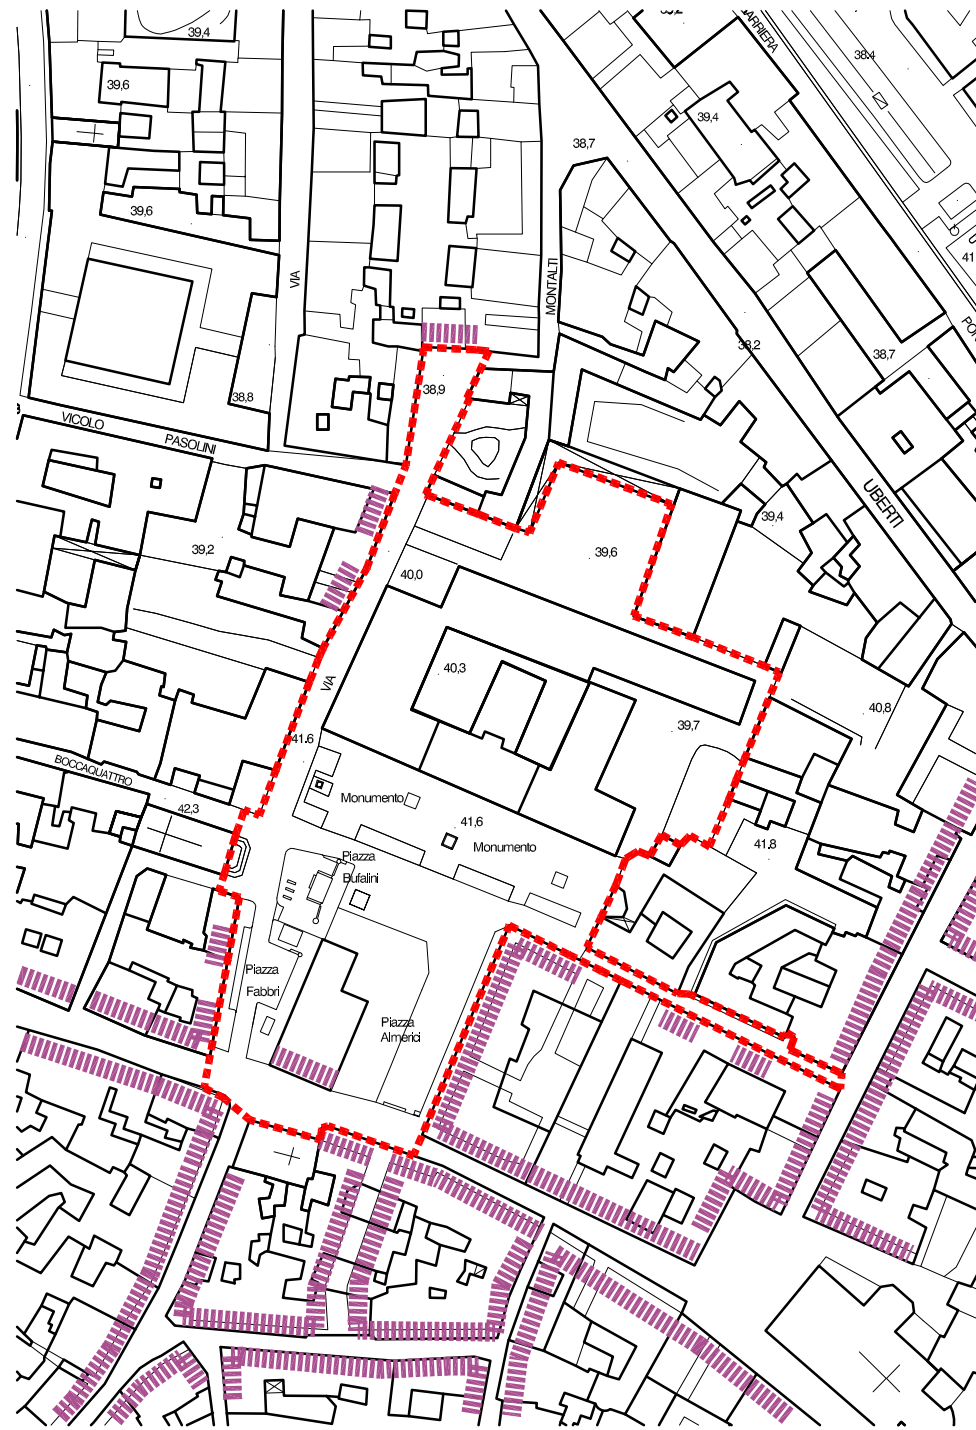 39,4
38.4
39,6
39,4
38,7
39,6
41
VIA
MONTALTI
38,2
38,7
38,9
38,8
VICOLO
PASOLINI
UBERTI
39,4
39,2
39,6
40,0
40,3
VIA
40,8
39,7
41.6
BOCCAQUATTRO
Monumento
42,3
41,6
Monumento
41,8
Piazza
Bufalini
Piazza
Fabbri
Piazza
Almerici